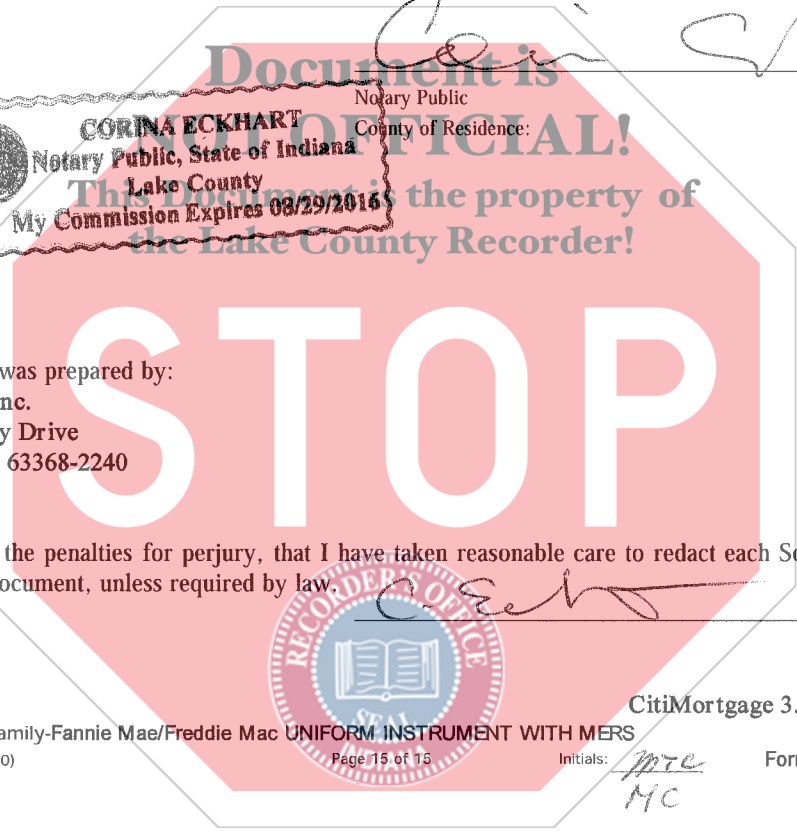 Document is
NOT OFFICIAL!
This Document is the property of
the Lake County Recorder!
STOP
Notary Public
County of Residence:
CORINA ECKHART
Notary Public, State of Indiana
Lake County
My Commission Expires 08/29/2016
was prepared by:
nc.
y Drive
63368-2240
the penalties for perjury, that I have taken reasonable care to redact each So
ocument, unless required by law.
RECORDER'S OFFICE
SEAL
INDIANA
CitiMortgage 3.
amily-Fannie Mae/Freddie Mac UNIFORM INSTRUMENT WITH MERS
0)
Page 15 of 15
Initials: MTC
Forr
MC